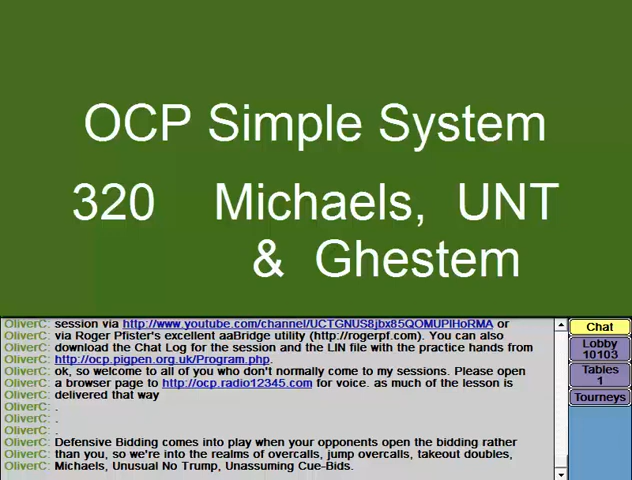 OCP Simple System
320 Michaels, UNT
& Ghestem
OliverC: session via http://www.youtube.com/channel/UCTGNUS8jbx85QOMUPlHoRMA or
OliverC: via Roger Pfister's excellent aaBridge utility (http://rogerpf.com). You can also
OliverC: download the Chat Log for the session and the LIN file with the practice hands from
OliverC: http://ocp.pigpen.org.uk/Program.php.
OliverC: ok, so welcome to all of you who don't normally come to my sessions. Please open
OliverC: a browser page to http://ocp.radio12345.com for voice. as much of the lesson is
OliverC: delivered that way
OliverC: .
OliverC: .
OliverC: .
OliverC: Defensive Bidding comes into play when your opponents open the bidding rather
OliverC: than you, so we're into the realms of overcalls, jump overcalls, takeout doubles,
OliverC: Michaels, Unusual No Trump, Unassuming Cue-Bids.
Chat
Lobby
10103
Tables
1
Tourneys